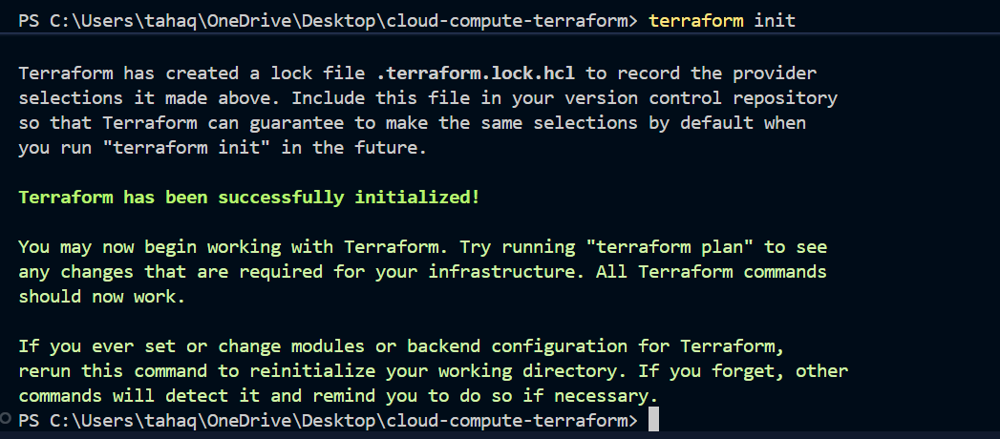 PS C:\Users\tahaq\OneDrive\Desktop\cloud-compute-terraform> terraform init
Terraform has created a lock file .terraform.lock.hcl to record the provider
selections it made above. Include this file in your version control repository
so that Terraform can guarantee to make the same selections by default when
you run "terraform init" in the future.
Terraform has been successfully initialized!
You may now begin working with Terraform. Try running "terraform plan" to see
any changes that are required for your infrastructure. All Terraform commands
should now work.
If you ever set or change modules or backend configuration for Terraform,
rerun this command to reinitialize your working directory. If you forget, other
commands will detect it and remind you to do so if necessary.
PS C:\Users\tahaq\OneDrive\Desktop\cloud-compute-terraform>